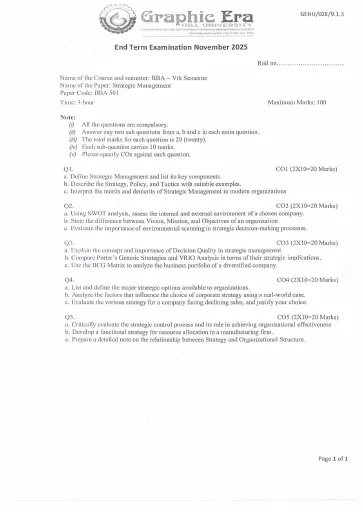 GEHU/02E/9.1.3
Graphic Era
HILL UNIVERSITY
End Term Examination November 2025
Roll no..............................
Name of the Course and semester: BBA – Vth Semester
Name of the Paper: Strategic Management
Paper Code: BBA 501
Time: 3-hour Maximum Marks: 100
Note:
(i) All the questions are compulsory.
(ii) Answer any two sub questions from a, b and c in each main question.
(iii) The total marks for each question is 20 (twenty).
(iv) Each sub-question carries 10 marks.
(v) Please specify COs against each question.
Q1. CO1 (2X10=20 Marks)
a. Define Strategic Management and list its key components.
b. Describe the Strategy, Policy, and Tactics with suitable examples.
c. Interpret the merits and demerits of Strategic Management in modern organizations
Q2. CO2 (2X10=20 Marks)
a. Using SWOT analysis, assess the internal and external environment of a chosen company.
b. State the difference between Vision, Mission, and Objectives of an organization
c. Evaluate the importance of environmental scanning in strategic decision-making processes.
Q3. CO3 (2X10=20 Marks)
a. Explain the concept and importance of Decision Quality in strategic management.
b. Compare Porter's Generic Strategies and VRIO Analysis in terms of their strategic implications.
c. Use the BCG Matrix to analyze the business portfolio of a diversified company.
Q4. CO4 (2X10=20 Marks)
a. List and define the major strategic options available to organizations.
b. Analyze the factors that influence the choice of corporate strategy using a real-world case.
c. Evaluate the various strategy for a company facing declining sales, and justify your choice.
Q5. CO5 (2X10=20 Marks)
a. Critically evaluate the strategic control process and its role in achieving organizational effectiveness
b. Develop a functional strategy for resource allocation in a manufacturing firm.
c. Prepare a detailed note on the relationship between Strategy and Organizational Structure.
Page 1 of 1